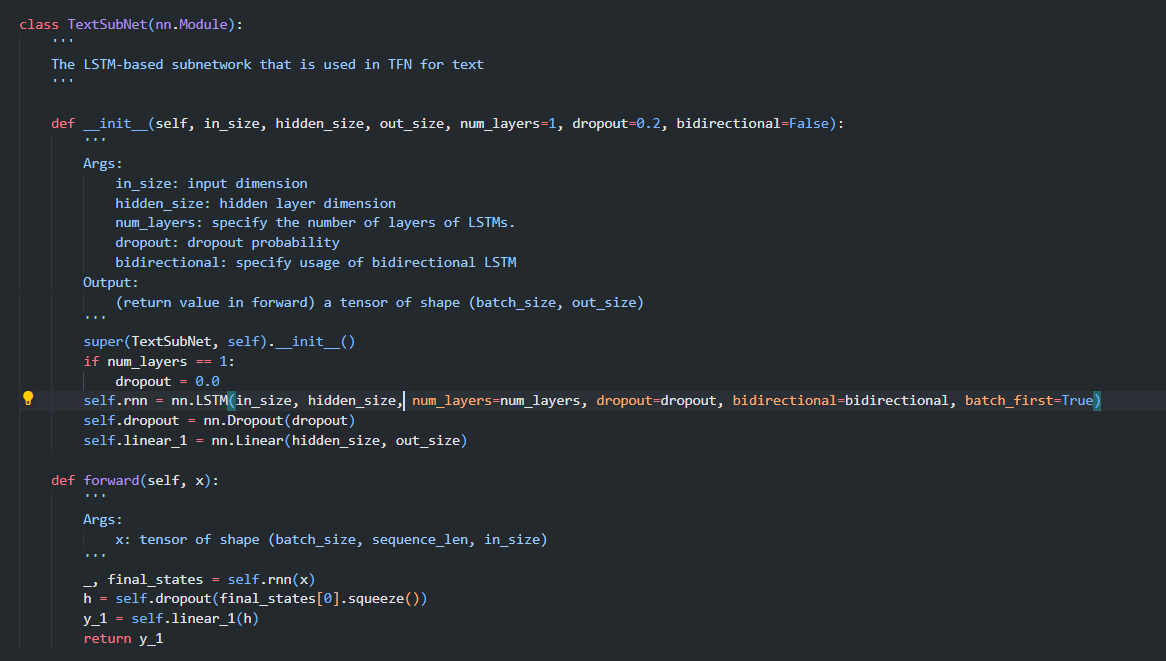 class TextSubNet(nn.Module):
    '''
    The LSTM-based subnetwork that is used in TFN for text
    '''
    def __init__(self, in_size, hidden_size, out_size, num_layers=1, dropout=0.2, bidirectional=False):
        '''
        Args:
            in_size: input dimension
            hidden_size: hidden layer dimension
            num_layers: specify the number of layers of LSTMs.
            dropout: dropout probability
            bidirectional: specify usage of bidirectional LSTM
        Output:
            (return value in forward) a tensor of shape (batch_size, out_size)
        '''
        super(TextSubNet, self).__init__()
        if num_layers == 1:
            dropout = 0.0
        self.rnn = nn.LSTM(in_size, hidden_size, num_layers=num_layers, dropout=dropout, bidirectional=bidirectional, batch_first=True)
        self.dropout = nn.Dropout(dropout)
        self.linear_1 = nn.Linear(hidden_size, out_size)
    def forward(self, x):
        '''
        Args:
            x: tensor of shape (batch_size, sequence_len, in_size)
        '''
        _, final_states = self.rnn(x)
        h = self.dropout(final_states[0].squeeze())
        y_1 = self.linear_1(h)
        return y_1